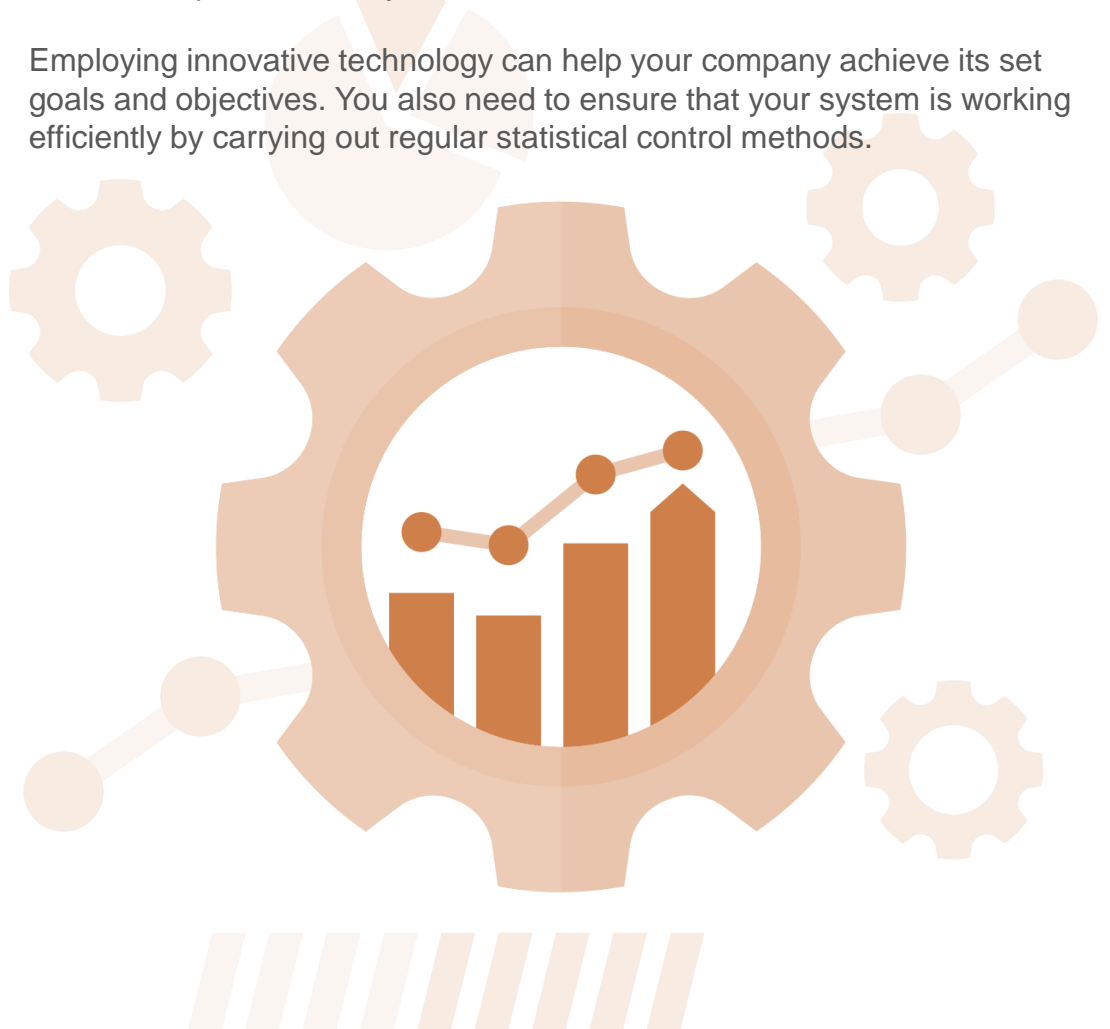 Employing innovative technology can help your company achieve its set
goals and objectives. You also need to ensure that your system is working
efficiently by carrying out regular statistical control methods.